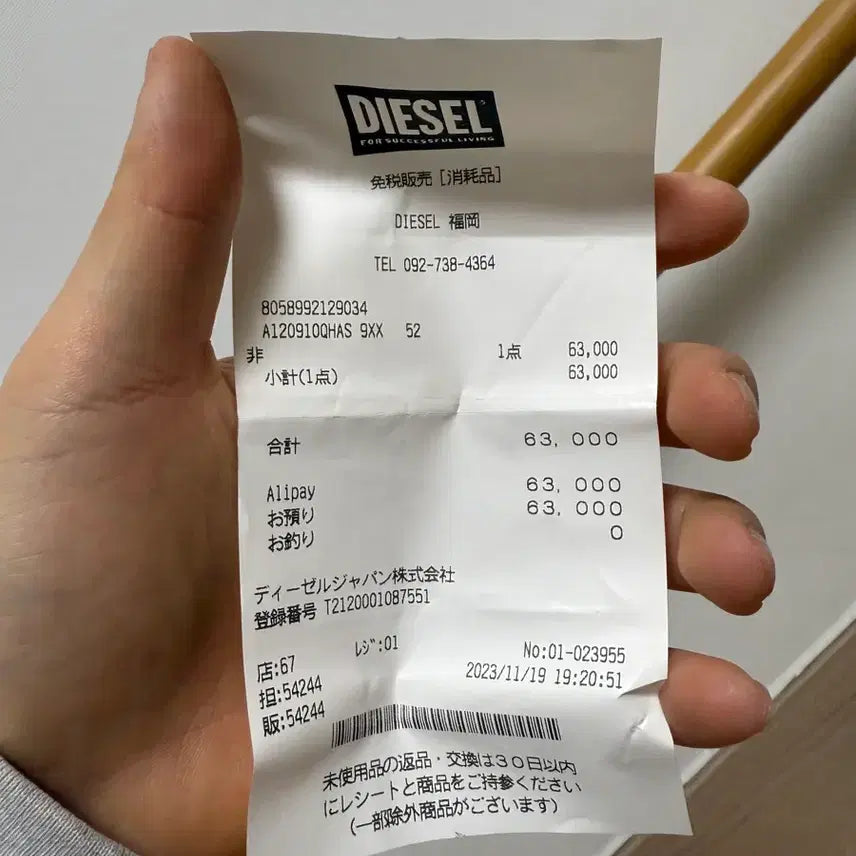 DIESEL
FOR SUCCESSFUL LIVING
免税販売 [消耗品]
DIESEL 福岡
TEL 092-738-4364
8058992129034
A120910QHAS 9XX 52
非 1点 63,000
小計(1点) 63,000
合計 63,000
Alipay 63,000
お預り 63,000
お釣り 0
ディーゼルジャパン株式会社
登録番号 T2120001087551
店:67 レジ:01 No:01-023955
担:54244 2023/11/19 19:20:51
販:54244
未使用品の返品・交換は30日以内
にレシートと商品をご持参ください
(一部除外商品がございます)